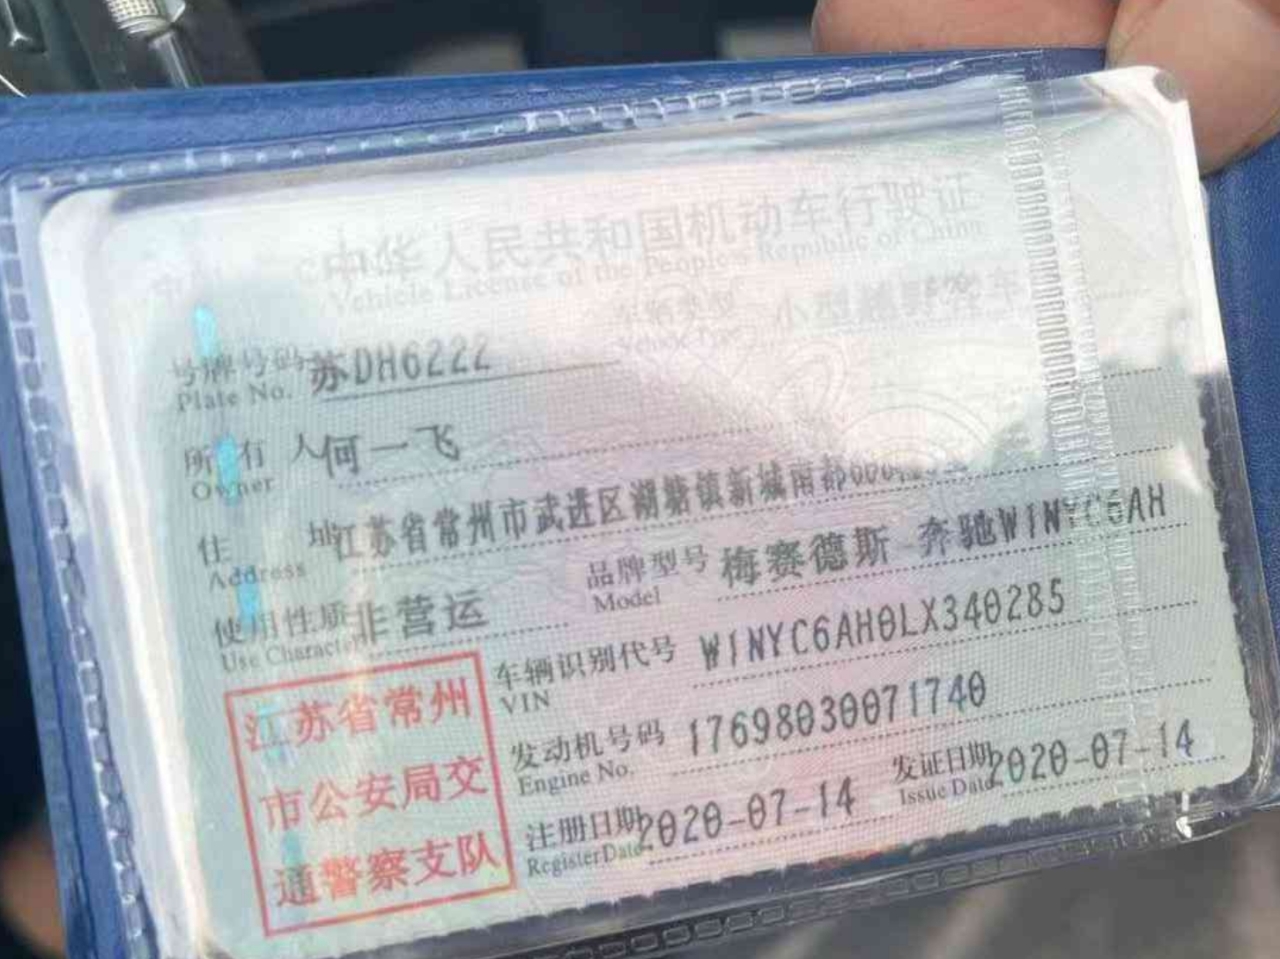 中华人民共和国机动车行驶证
Vehicle License of the People's Republic of China
号牌号码 苏DH6222 车辆类型 小型越野客车
Plate No. Vehicle Type
所有人 何一飞
Owner
住址 江苏省常州市武进区湖塘镇新城南都
Address
使用性质 非营运 品牌型号 梅赛德斯 奔驰W1NYC6AH
Use Character Model
车辆识别代号 W1NYC6AH0LX340285
VIN
发动机号码 17698030071740
Engine No.
注册日期 2020-07-14 发证日期 2020-07-14
Register Date Issue Date
江苏省常州
市公安局交
通警察支队